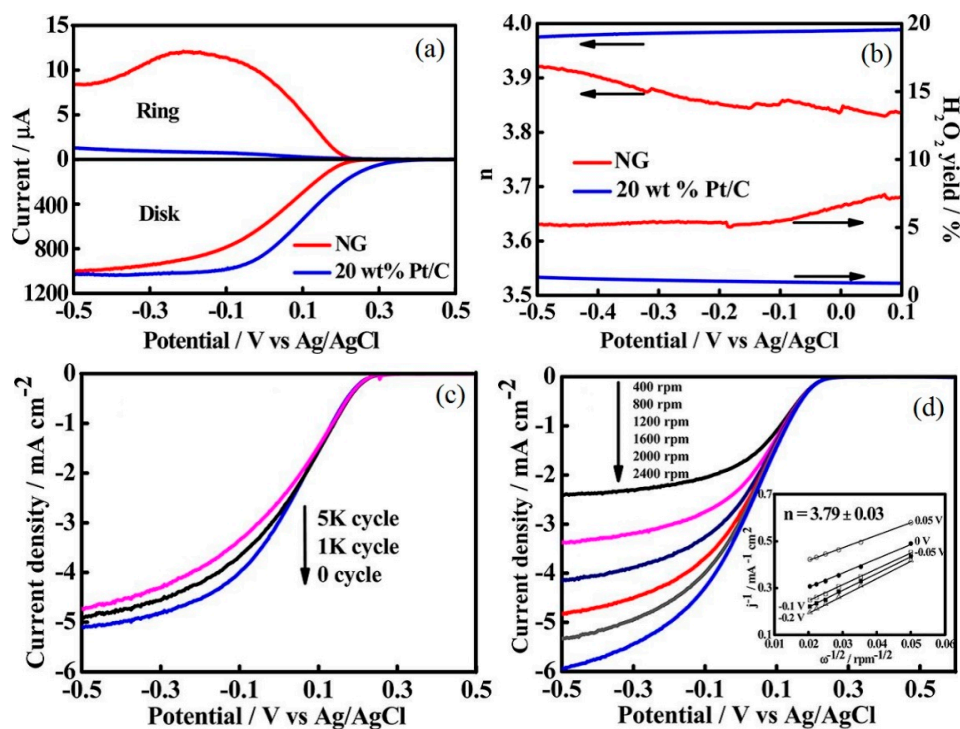 (a)
15
10
5
0
400
800
1200
Current / μA
Ring
Disk
NG
20 wt% Pt/C
-0.5 -0.3 -0.1 0.1 0.3 0.5
Potential / V vs Ag/AgCl
(b)
4.0
3.9
3.8
3.7
3.6
3.5
n
NG
20 wt % Pt/C
20
15
10
5
0
H2O2 yield / %
-0.5 -0.4 -0.3 -0.2 -0.1 0.0 0.1
Potential / V vs Ag/AgCl
(c)
0
-1
-2
-3
-4
-5
-6
Current density / mA cm-2
5K cycle
1K cycle
0 cycle
-0.5 -0.3 -0.1 0.1 0.3 0.5
Potential / V vs Ag/AgCl
(d)
0
-1
-2
-3
-4
-5
-6
Current density / mA cm-2
400 rpm
800 rpm
1200 rpm
1600 rpm
2000 rpm
2400 rpm
n = 3.79 ± 0.03
0.7
0.5
0.3
0.1
j-1 / mA-1 cm2
0.05 V
0 V
-0.05 V
-0.1 V
-0.2 V
0.01 0.02 0.03 0.04 0.05 0.06
ω-1/2 / rpm-1/2
-0.5 -0.3 -0.1 0.1 0.3 0.5
Potential / V vs Ag/AgCl